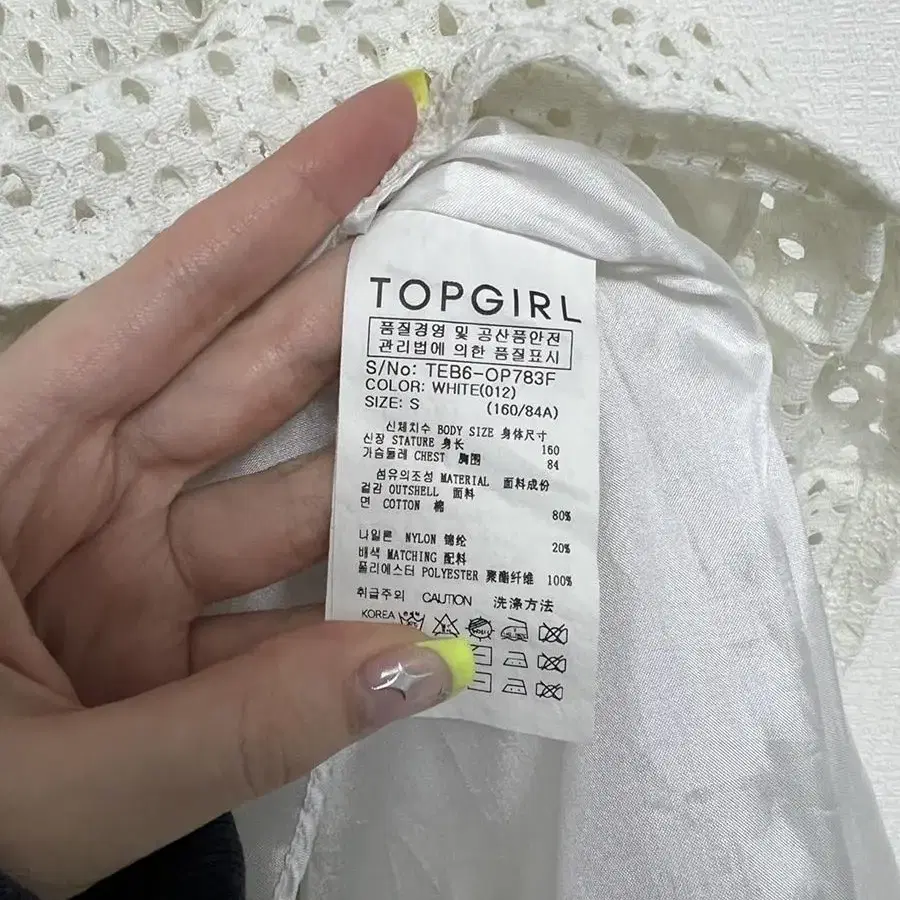 TOPGIRL
품질경영 및 공산품안전
관리법에 의한 품질표시
S/No: TEB6-OP783F
COLOR: WHITE(012)
SIZE: S (160/84A)
신체치수 BODY SIZE 身体尺寸
신장 STATURE 身长 160
가슴둘레 CHEST 胸围 84
섬유의조성 MATERIAL 面料成份
겉감 OUTSHELL 面料
면 COTTON 棉 80%
나일론 NYLON 锦纶 20%
배색 MATCHING 配料
폴리에스터 POLYESTER 聚酯纤维 100%
취급주의 CAUTION 洗涤方法
KOREA